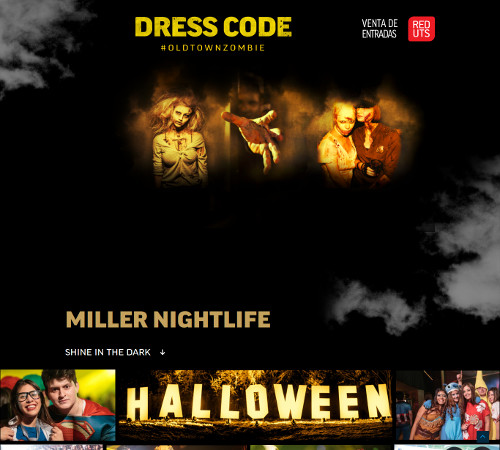 DRESS CODE
#OLDTOWNZOMBIE
VENTA DE
ENTRADAS
RED
UTS
MILLER NIGHTLIFE
SHINE IN THE DARK ↓
HALLOWEEN